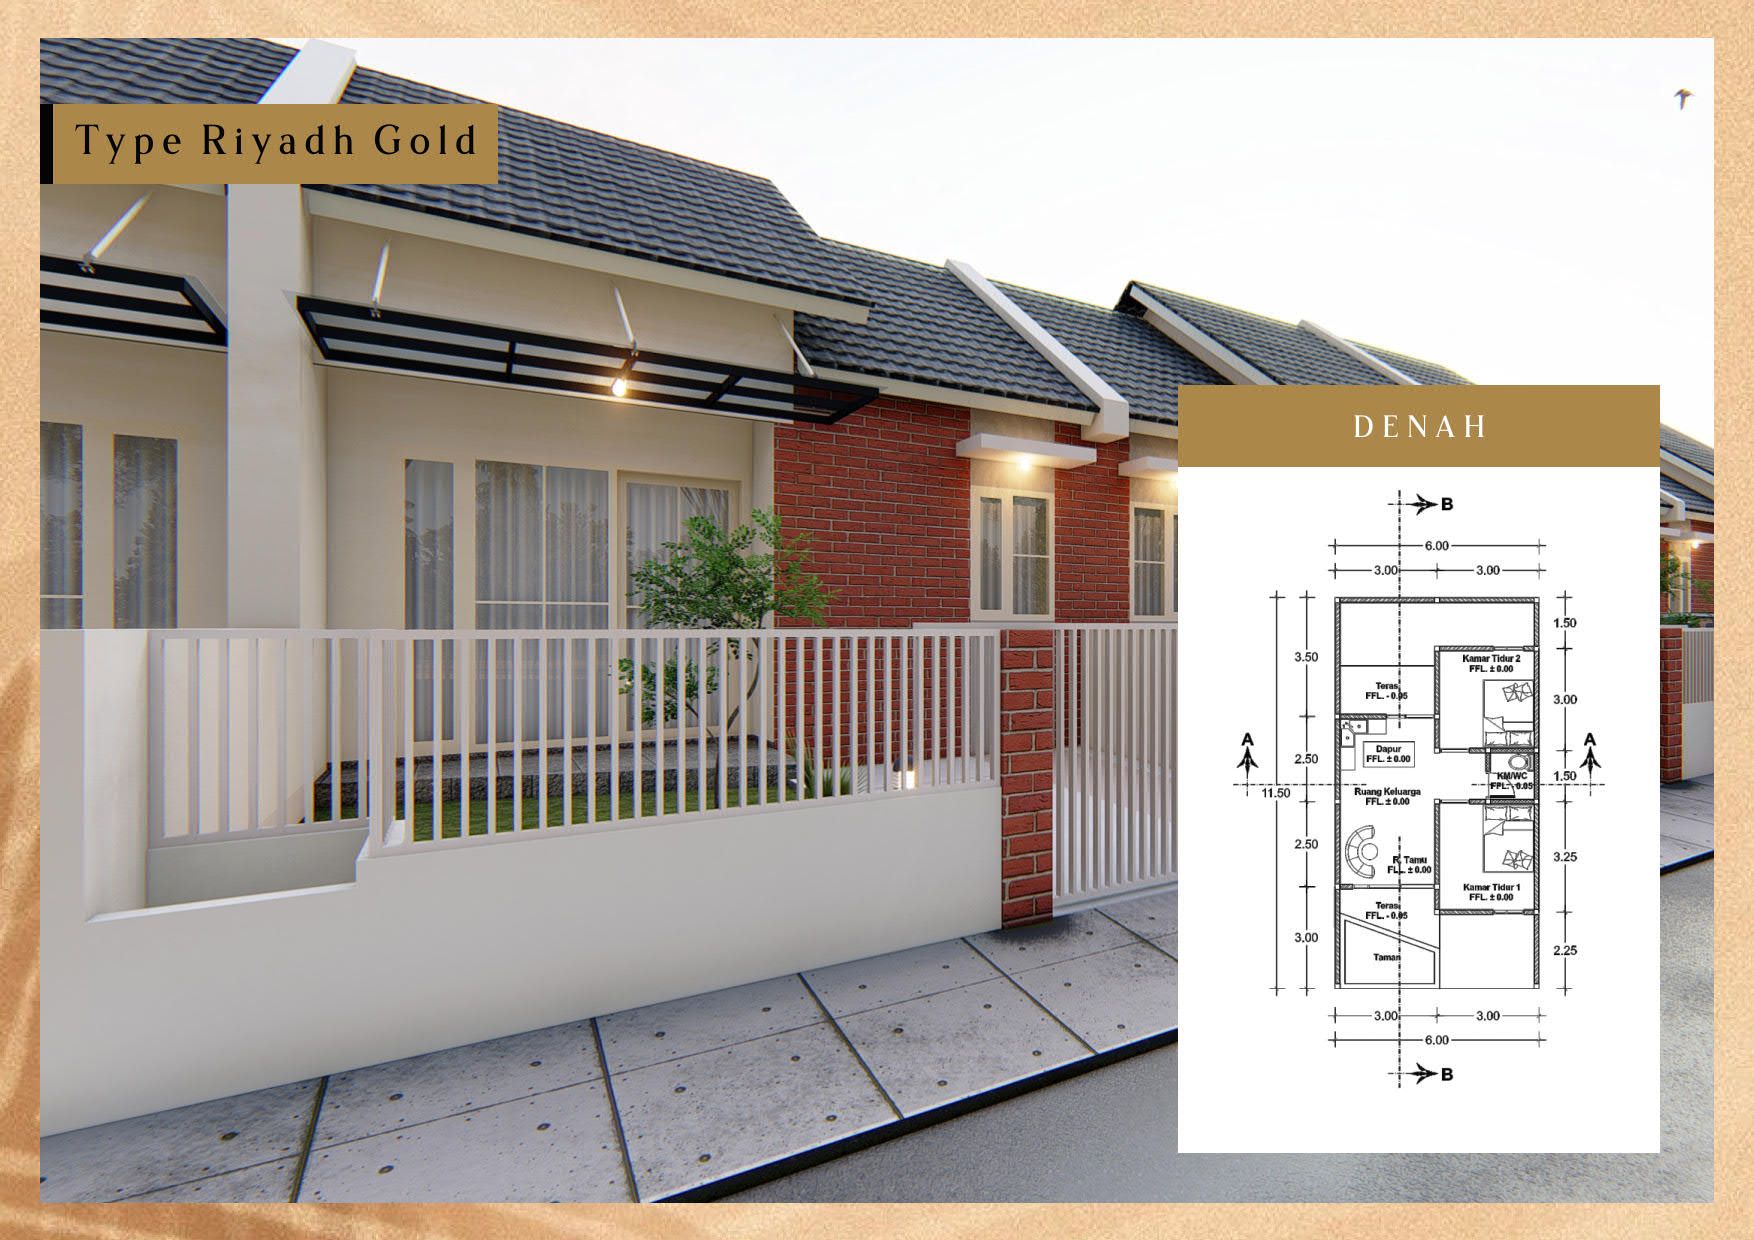 Type Riyadh Gold
DENAH
B
6.00
3.00 3.00
1.50
3.50
Kamar Tidur 2
FFL. ± 0.00
Teras
FFL. - 0.05
3.00
A
A
Dapur
FFL. ± 0.00
2.50
KM/WC
FFL. - 0.05
1.50
11.50
Ruang Keluarga
FFL. ± 0.00
2.50
R. Tamu
FLL. ± 0.00
3.25
Kamar Tidur 1
FFL. ± 0.00
Teras
FFL. - 0.05
3.00
Taman
2.25
3.00 3.00
6.00
B